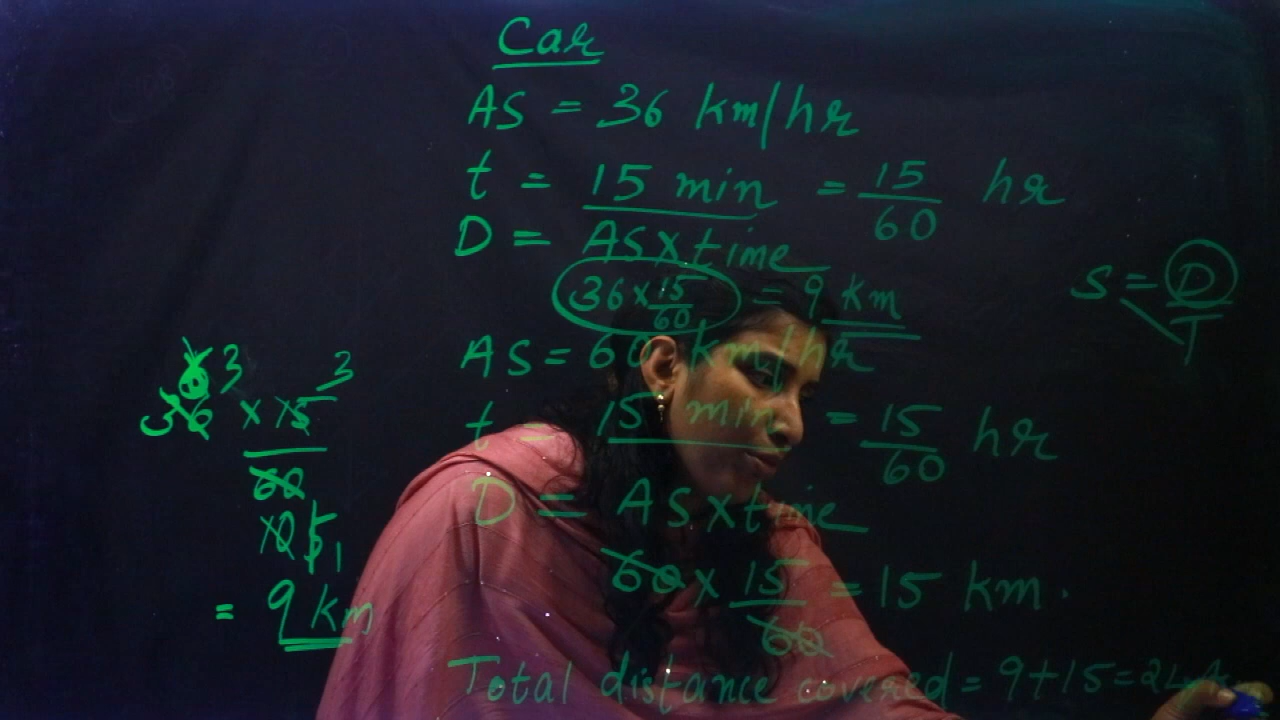 Car
AS = 36 km/hr
t = 15 min = 15/60 hr
D = AS x time
36 x 15/60 = 9 km
S = D/T
AS = 60 km/hr
t = 15 min = 15/60 hr
D = AS x time
60 x 15/60 = 15 km.
Total distance covered = 9+15=24
3 3
36 x 15
60
= 9 km